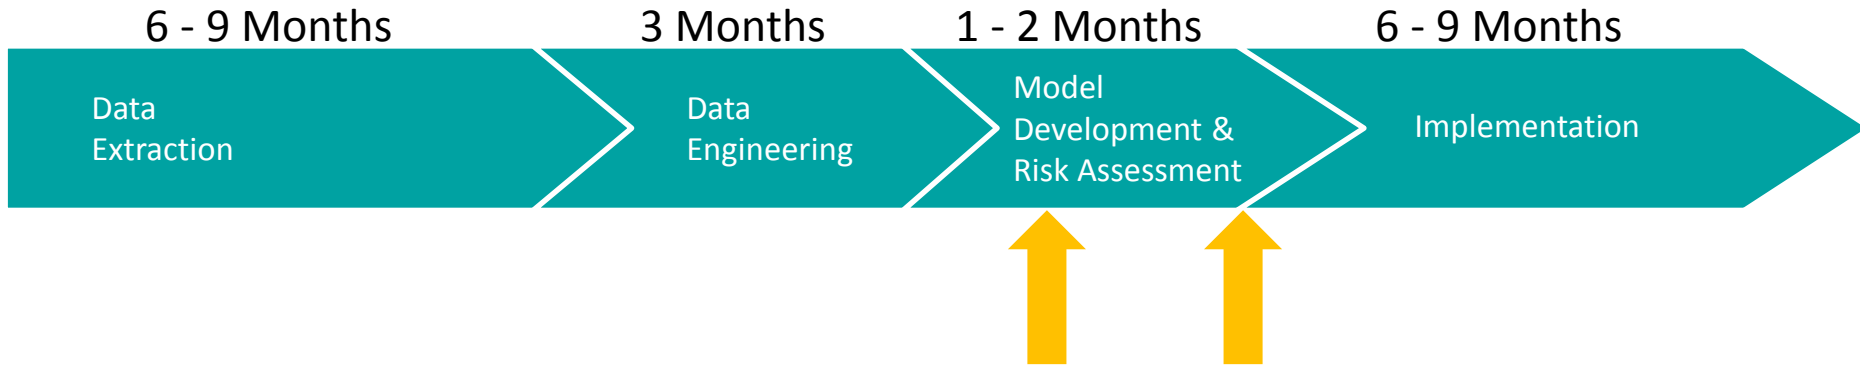 6 - 9 Months
3 Months
1 - 2 Months
6 - 9 Months
Data
Extraction
Data
Engineering
Model
Development &
Risk Assessment
Implementation